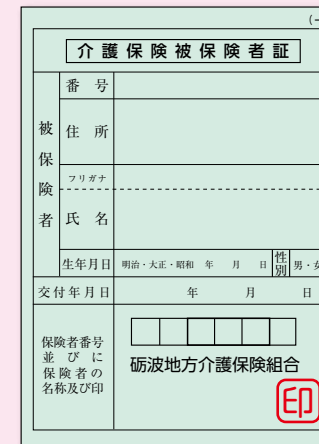 (一
介護保険被保険者証
被保険者
番号
住所
フリガナ
氏名
生年月日 明治・大正・昭和 年 月 日 性別 男・女
交付年月日 年 月 日
保険者番号
並びに
保険者の
名称及び印
砺波地方介護保険組合
印